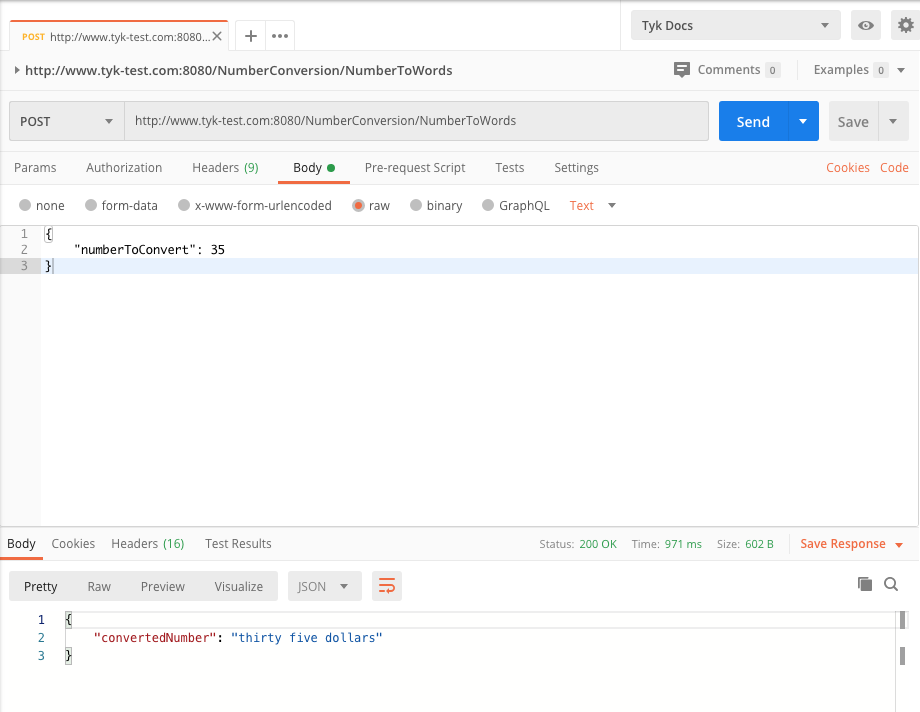 POST http://www.tyk-test.com:8080... Tyk Docs
http://www.tyk-test.com:8080/NumberConversion/NumberToWords Comments 0 Examples 0
POST http://www.tyk-test.com:8080/NumberConversion/NumberToWords Send Save
Params Authorization Headers (9) Body Pre-request Script Tests Settings Cookies Code
none form-data x-www-form-urlencoded raw binary GraphQL Text
1 {
2 "numberToConvert": 35
3 }
Body Cookies Headers (16) Test Results Status: 200 OK Time: 971 ms Size: 602 B Save Response
Pretty Raw Preview Visualize JSON
1 {
2 "convertedNumber": "thirty five dollars"
3 }